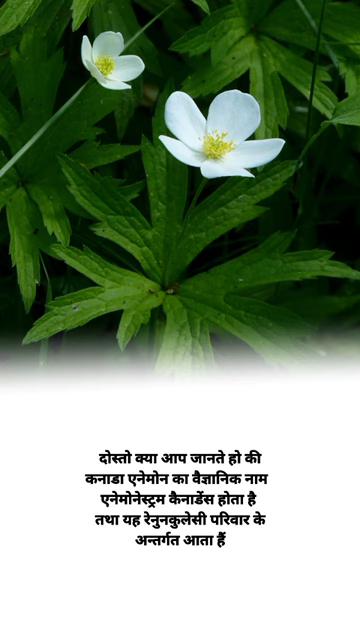 दोस्तो क्या आप जानते हो की
कनाडा एनेमोन का वैज्ञानिक नाम
एनेमोनेस्ट्रम कैनार्डेस होता है
तथा यह रेनुनकुलेसी परिवार के
अन्तर्गत आता हैं